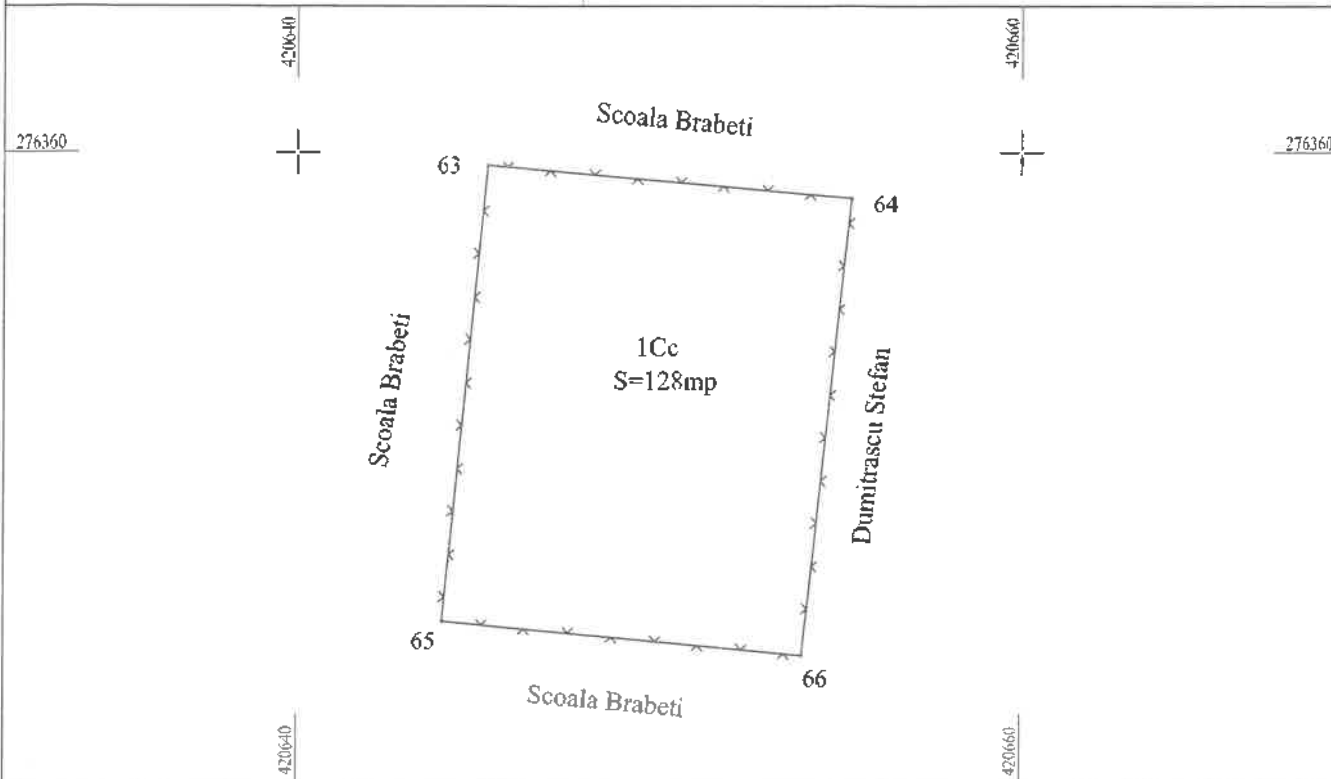 420640
420660
Scoala Brabeti
276360
276360
63
64
Scoala Brabeti
1Cc
S=128mp
Dumitrascu Stefan
65
66
Scoala Brabeti
420640
420660